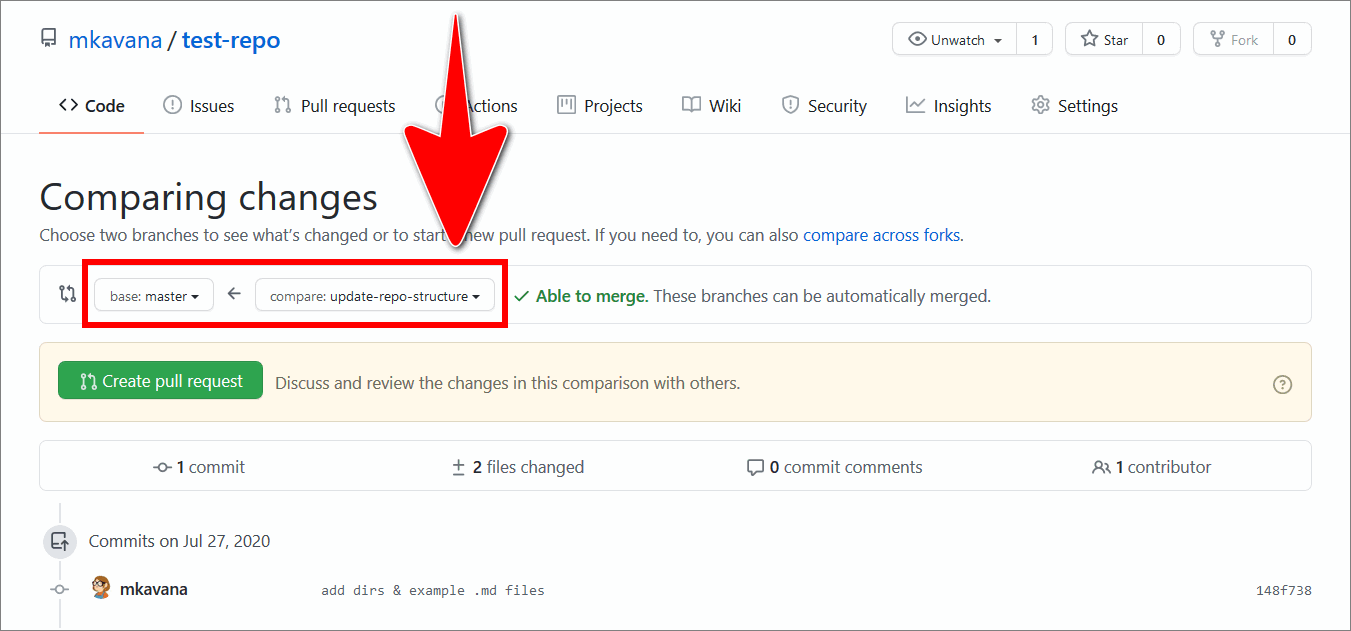 mkavana / test-repo
Unwatch 1 Star 0 Fork 0
Code Issues Pull requests Actions Projects Wiki Security Insights Settings
Comparing changes
Choose two branches to see what's changed or to start new pull request. If you need to, you can also compare across forks.
base: master compare: update-repo-structure Able to merge. These branches can be automatically merged.
Create pull request Discuss and review the changes in this comparison with others.
1 commit 2 files changed 0 commit comments 1 contributor
Commits on Jul 27, 2020
mkavana add dirs & example .md files 148f738